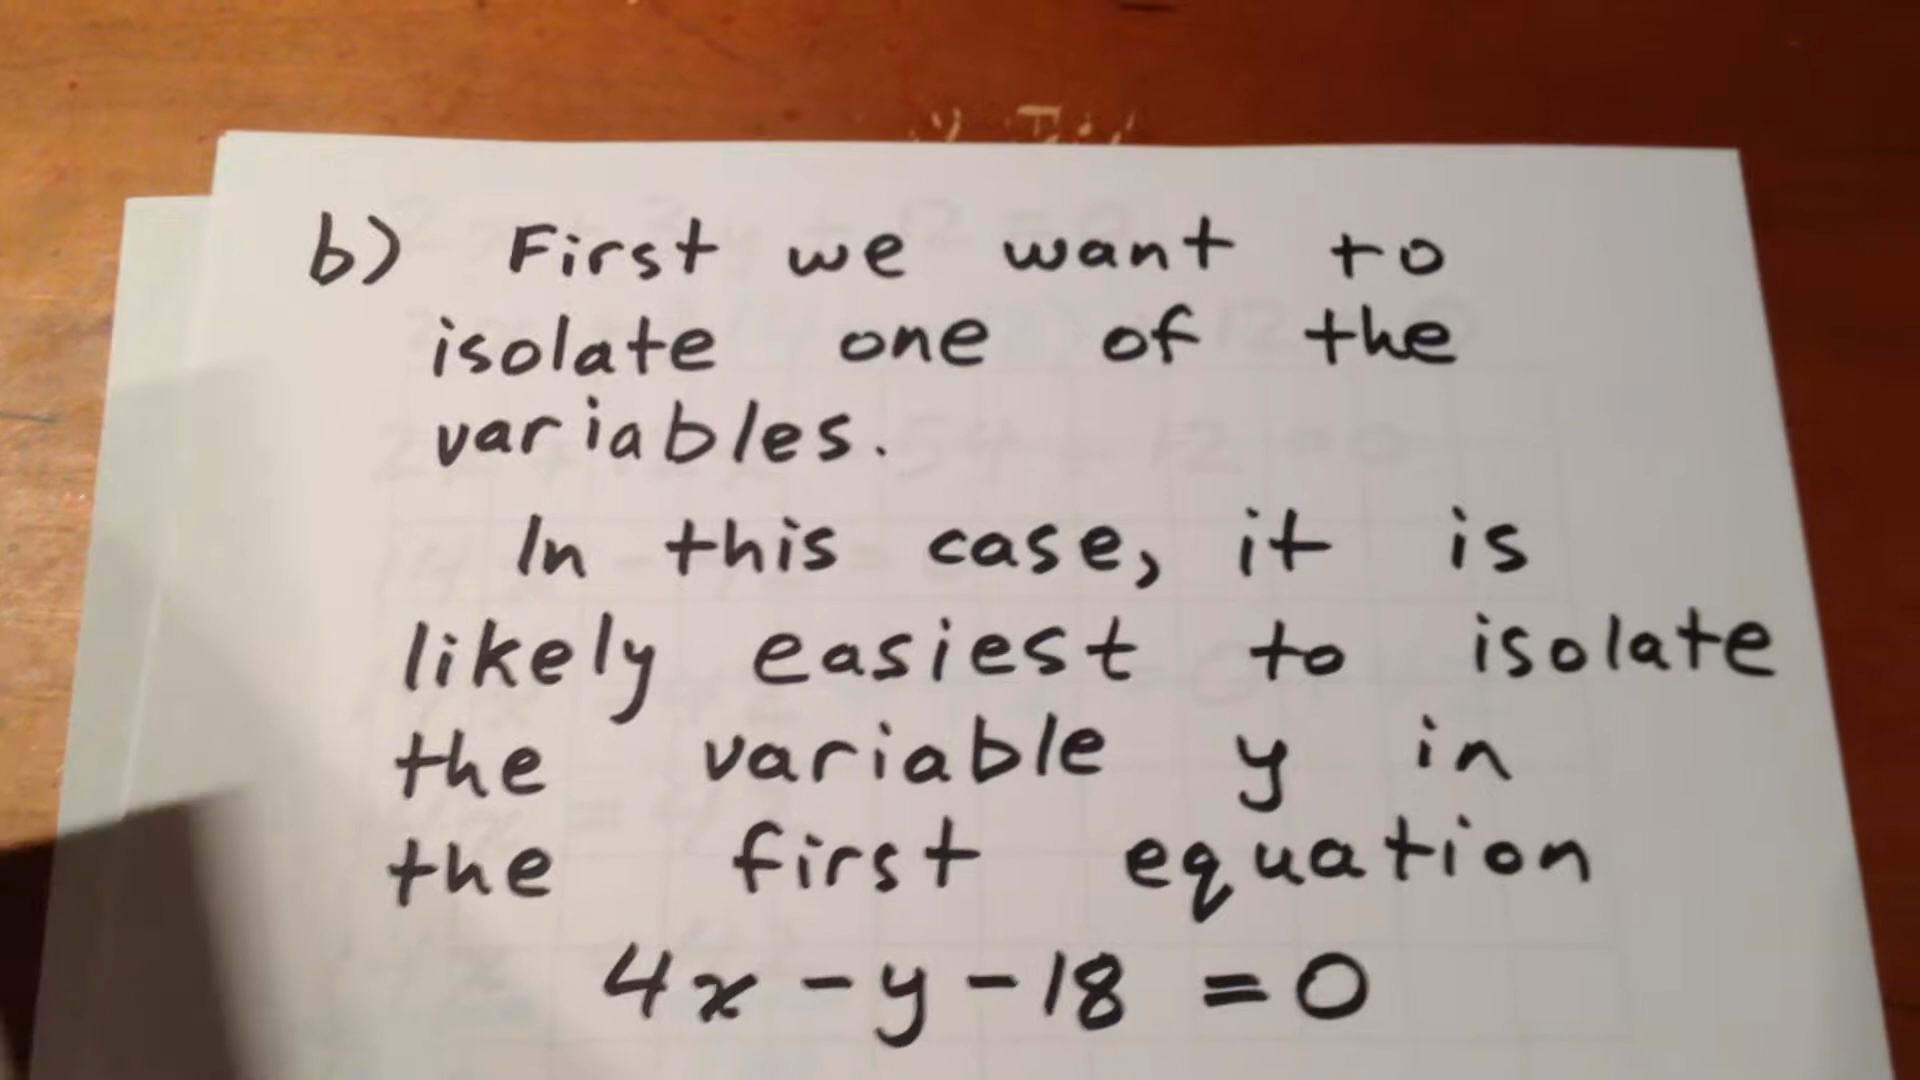 b) First we want to
isolate one of the
variables.
In this case, it is
likely easiest to isolate
the variable y in
the first equation
4x - y - 18 = 0